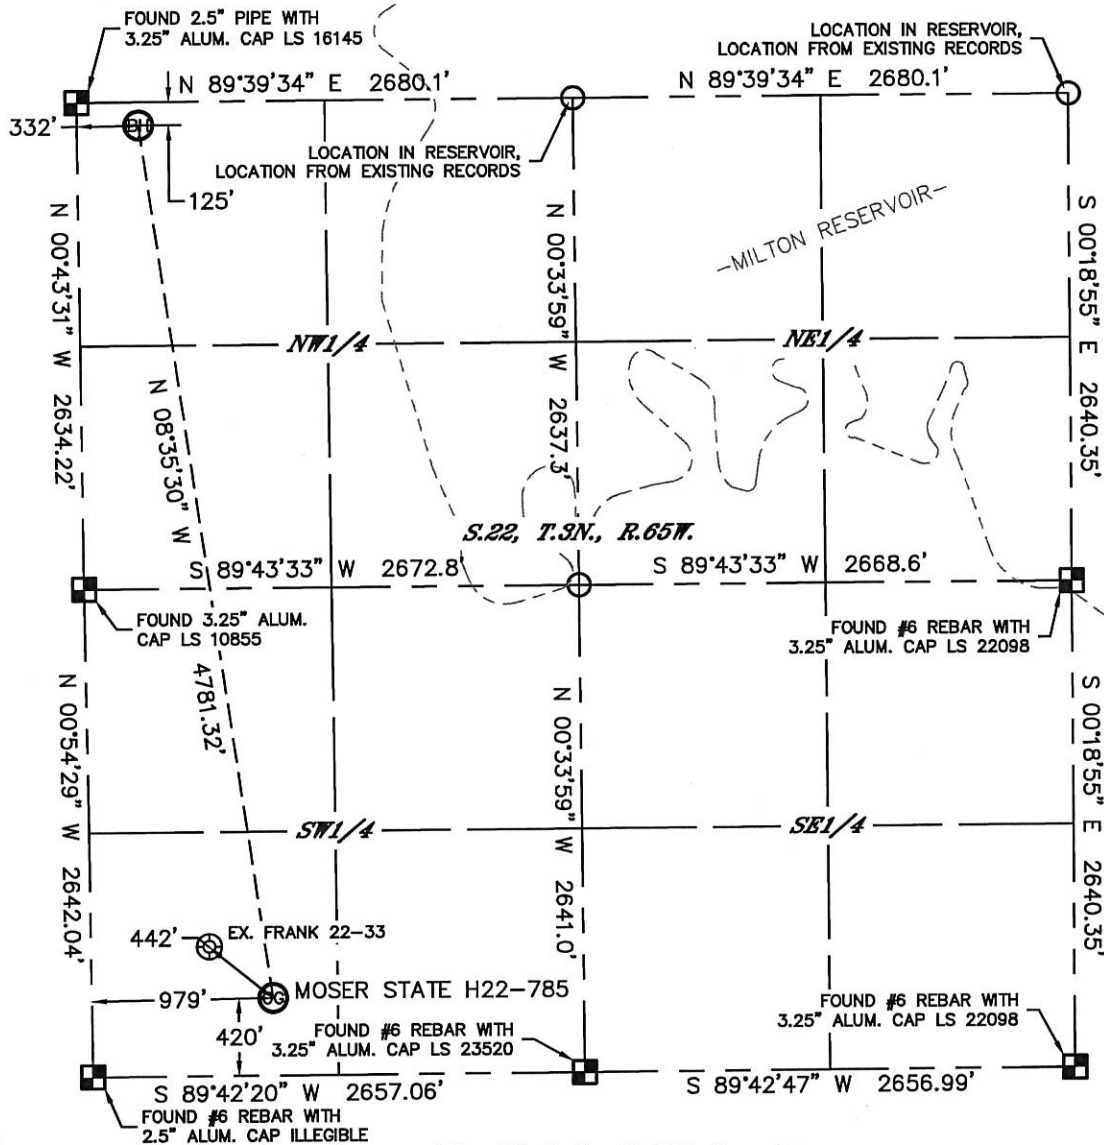 FOUND 2.5" PIPE WITH
3.25" ALUM. CAP LS 16145
LOCATION IN RESERVOIR,
LOCATION FROM EXISTING RECORDS
N 89°39'34" E 2680.1'
N 89°39'34" E 2680.1'
332'
BH
LOCATION IN RESERVOIR,
LOCATION FROM EXISTING RECORDS
125'
-MILTON RESERVOIR-
N 00°43'31" W 2634.22'
N 00°33'59" W 2637.3'
S 00°18'55" E 2640.35'
NW1/4
NE1/4
N 08°35'30" W 4781.32'
S.22, T.3N., R.65W.
S 89°43'33" W 2672.8'
S 89°43'33" W 2668.6'
FOUND 3.25" ALUM.
CAP LS 10855
FOUND #6 REBAR WITH
3.25" ALUM. CAP LS 22098
N 00°54'29" W 2642.04'
N 00°33'59" W 2641.0'
S 00°18'55" E 2640.35'
SW1/4
SE1/4
442'
EX. FRANK 22-33
979'
MOSER STATE H22-785
420'
FOUND #6 REBAR WITH
3.25" ALUM. CAP LS 23520
FOUND #6 REBAR WITH
3.25" ALUM. CAP LS 22098
S 89°42'20" W 2657.06'
S 89°42'47" W 2656.99'
FOUND #6 REBAR WITH
2.5" ALUM. CAP ILLEGIBLE